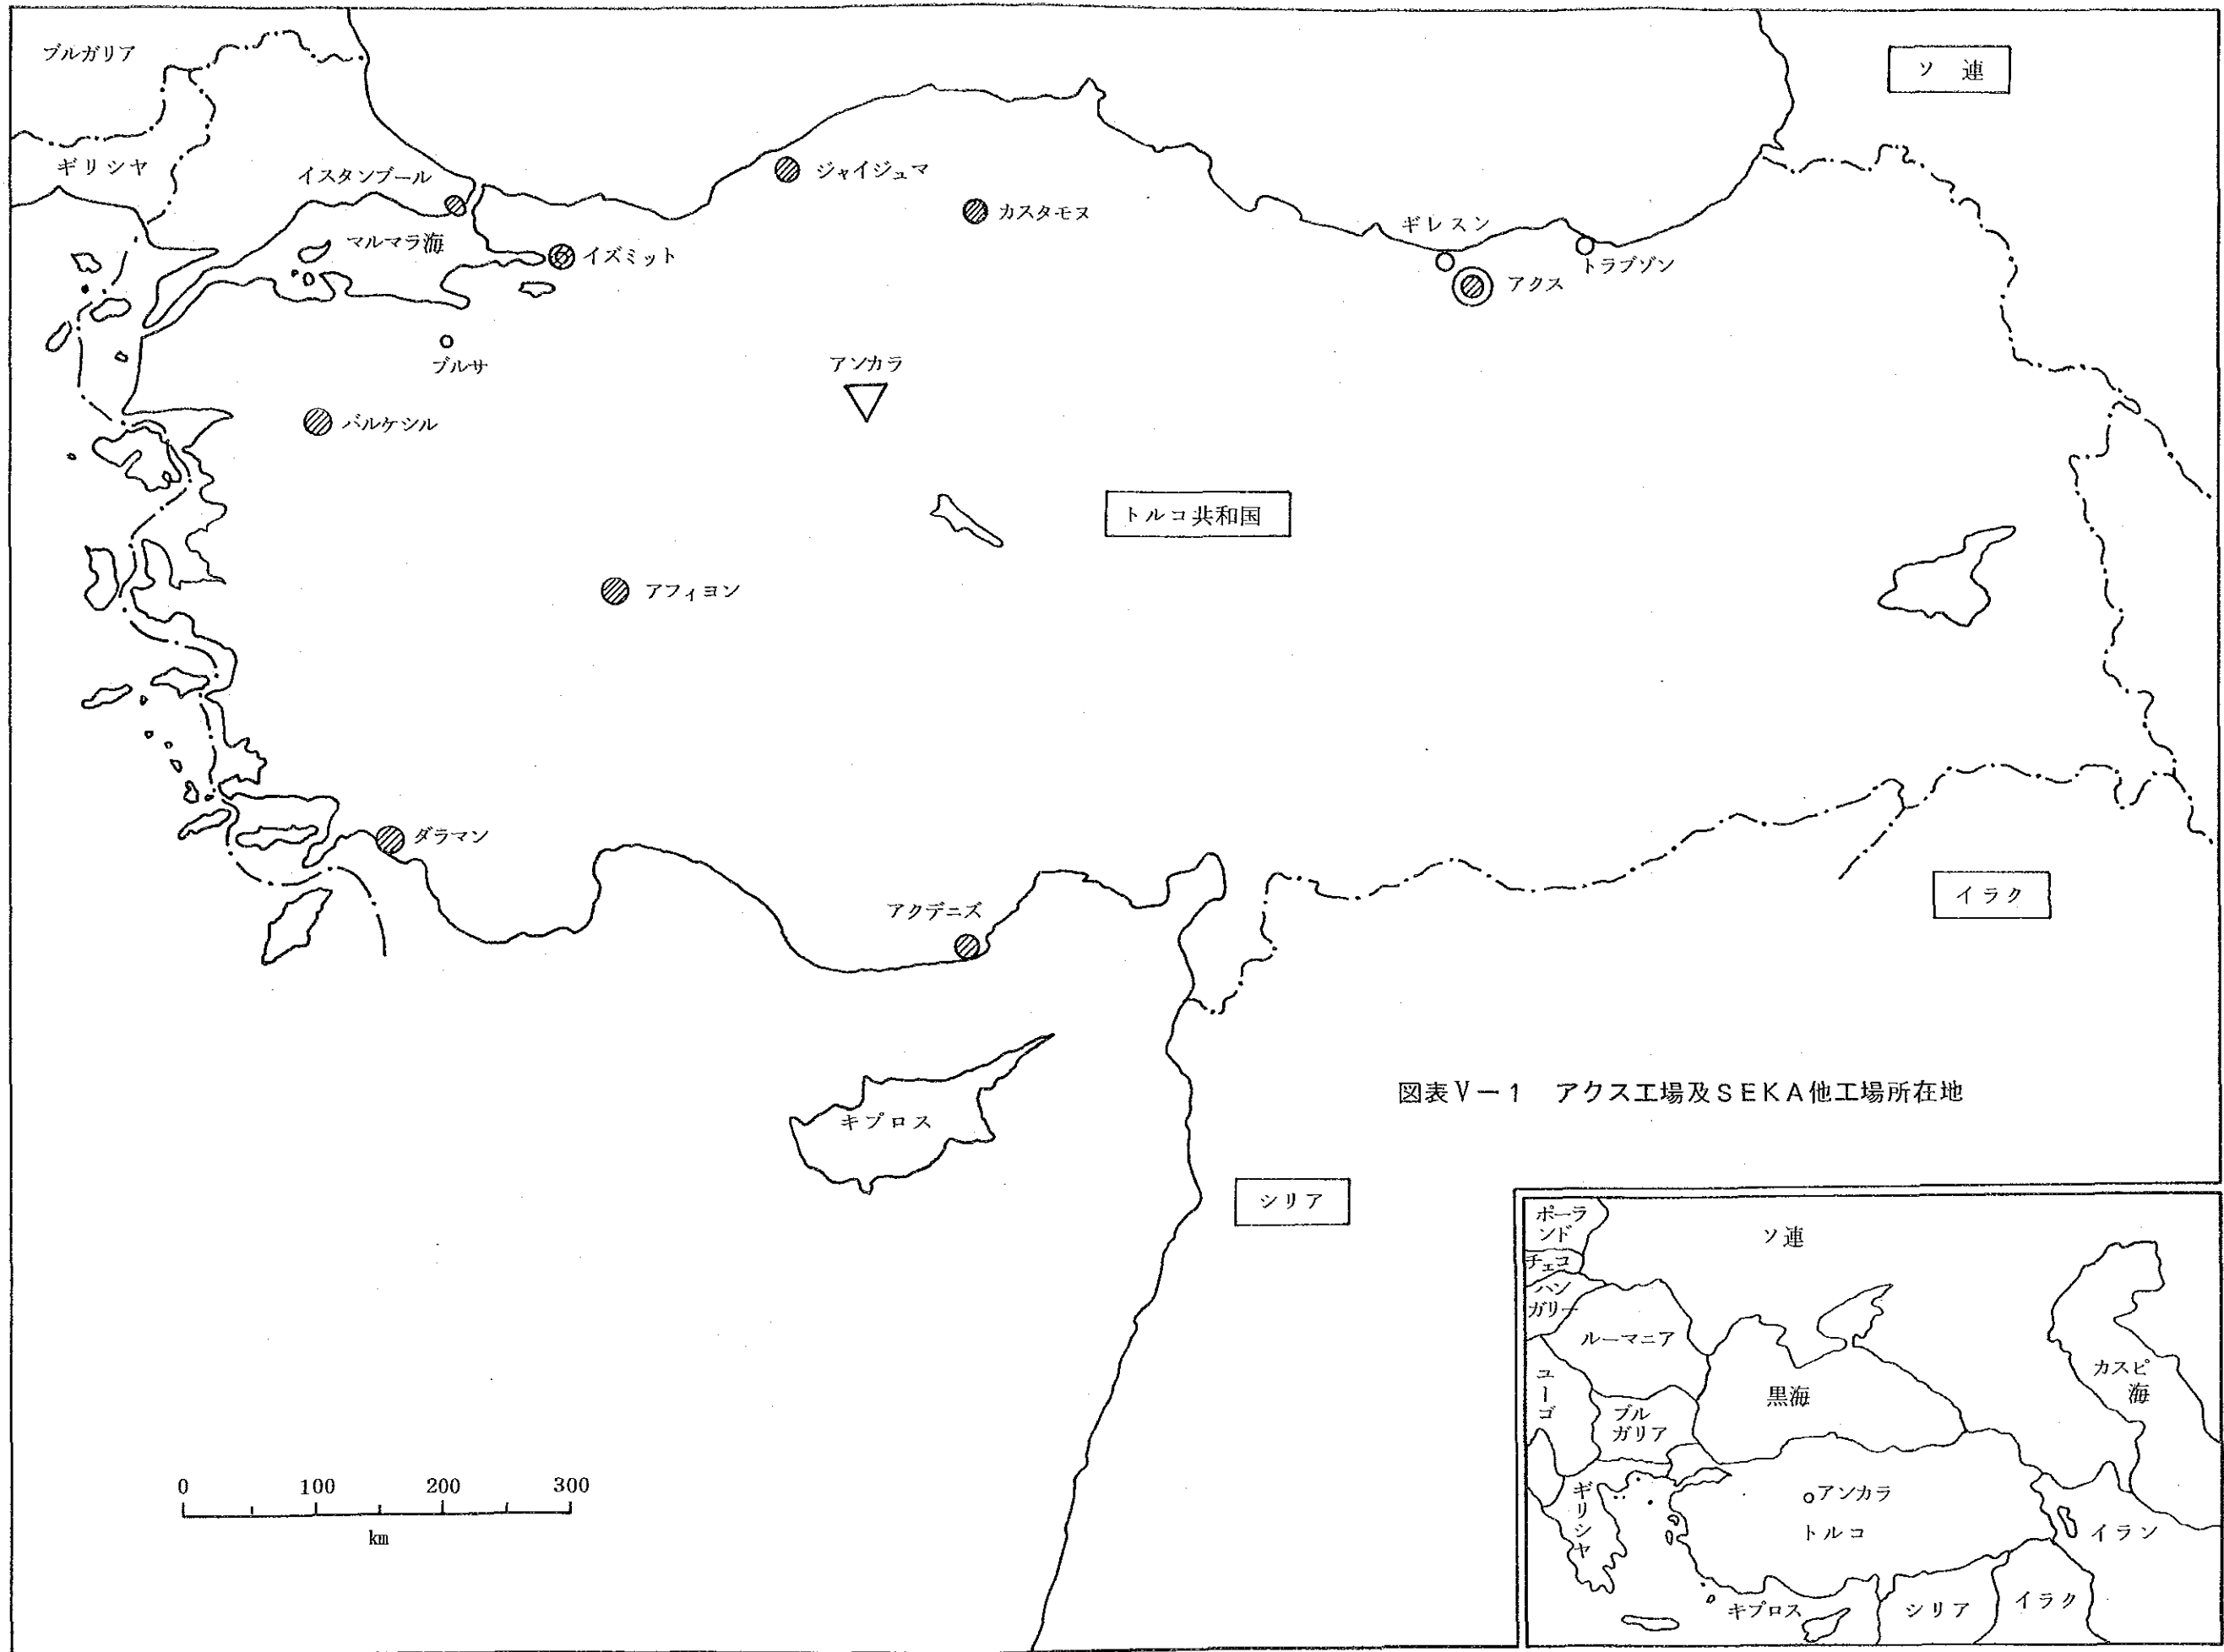 ブルガリア
ソ 連
ギリシヤ
イスタンブール
ジャイジュマ
カスタモヌ
マルマラ海
イズミット
ギレスン
トラブゾン
アクス
ブルサ
アンカラ
バルケシル
トルコ共和国
アフィヨン
ダラマン
イラク
アクデニズ
キプロス
図表Ⅴ－1 アクス工場及SEKA他工場所在地
シリア
0 100 200 300
km
ポーラ
ンド
ソ連
チェコ
ハン
ガリー
ルーマニア
カスピ
海
ユーゴ
黒海
ブル
ガリア
ギリシヤ
アンカラ
トルコ
イラン
キプロス
シリア
イラク